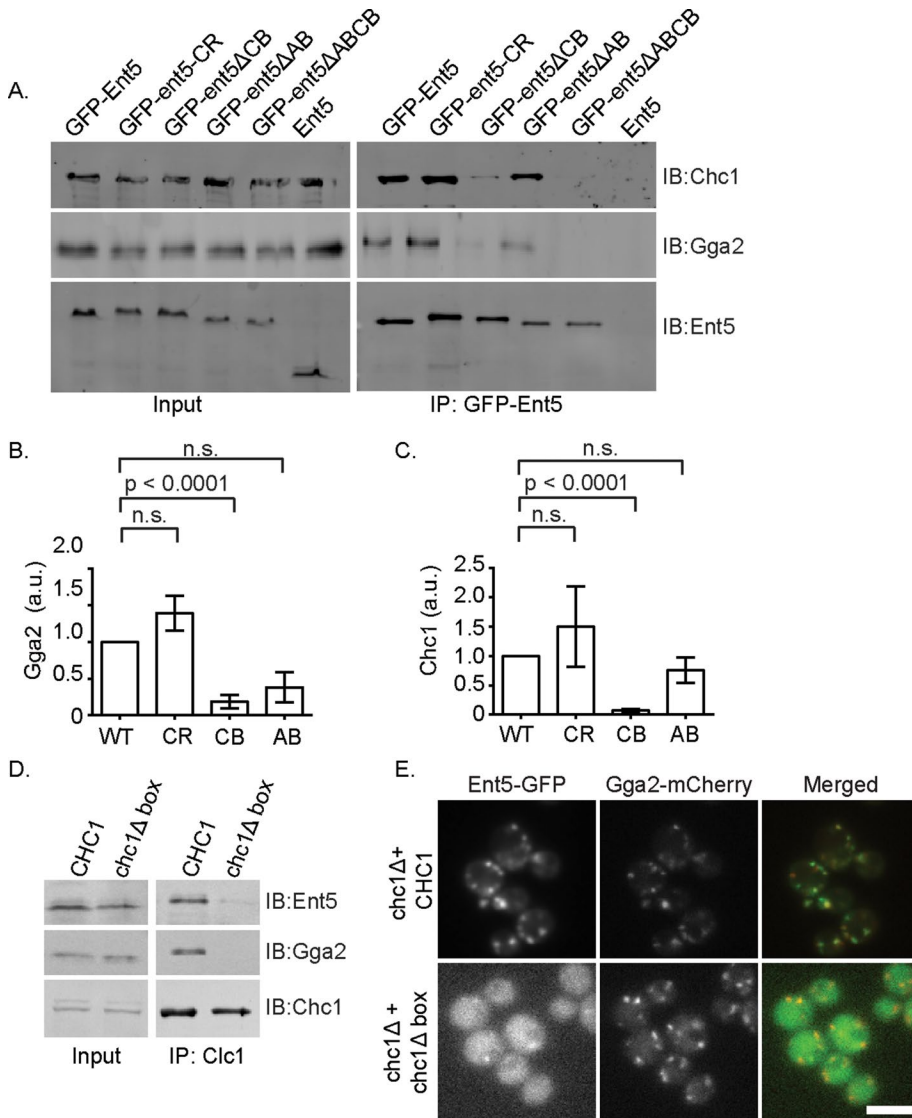 A.
GFP-Ent5
GFP-ent5-CR
GFP-ent5ΔCB
GFP-ent5ΔAB
GFP-ent5ΔABCB
Ent5
GFP-Ent5
GFP-ent5-CR
GFP-ent5ΔCB
GFP-ent5ΔAB
GFP-ent5ΔABCB
Ent5
IB:Chc1
IB:Gga2
IB:Ent5
Input
IP: GFP-Ent5
B.
n.s.
p < 0.0001
n.s.
2.0
1.5
1.0
0.5
0
Gga2 (a.u.)
WT CR CB AB
C.
n.s.
p < 0.0001
n.s.
2.5
2.0
1.5
1.0
0.5
0
Chc1 (a.u.)
WT CR CB AB
D.
CHC1
chc1Δ box
CHC1
chc1Δ box
IB:Ent5
IB:Gga2
IB:Chc1
Input
IP: Clc1
E.
Ent5-GFP Gga2-mCherry Merged
chc1Δ+
CHC1
chc1Δ +
chc1Δ box